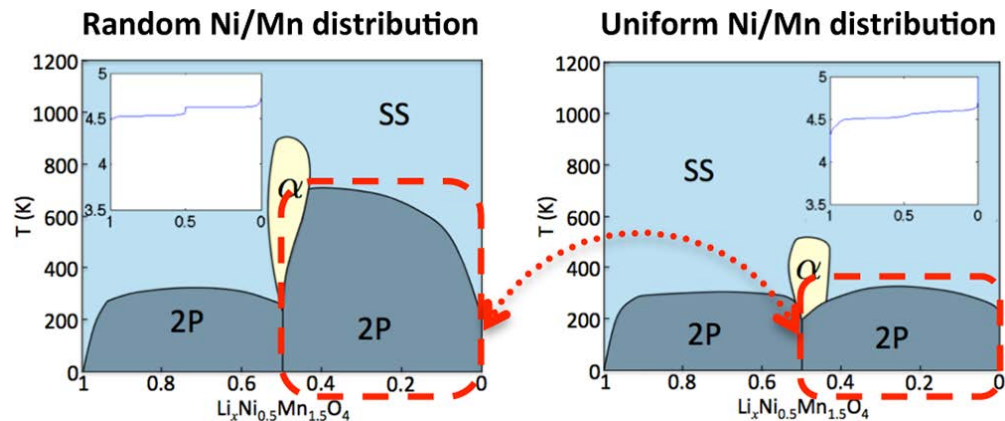 Random Ni/Mn distribution
Uniform Ni/Mn distribution
1200
1000
800
600
400
200
0
T (K)
5
4.5
4
3.5
1
0.5
0
SS
α
2P
2P
1
0.8
0.6
0.4
0.2
0
LiₓNi₀.₅Mn₁.₅O₄
1200
1000
800
600
400
200
0
T (K)
5
4.5
4
3.5
1
0.5
0
SS
α
2P
2P
1
0.8
0.6
0.4
0.2
0
LiₓNi₀.₅Mn₁.₅O₄